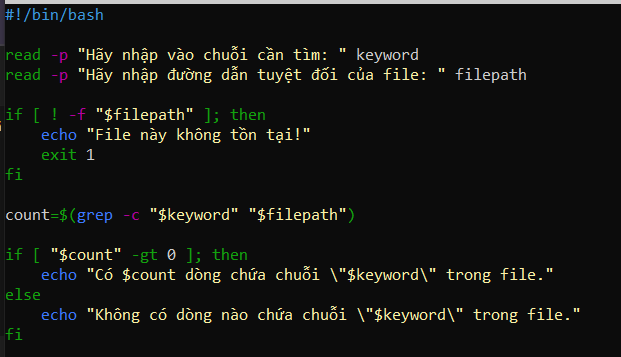 #!/bin/bash
read -p "Hãy nhập vào chuỗi cần tìm: " keyword
read -p "Hãy nhập đường dẫn tuyệt đối của file: " filepath
if [ ! -f "$filepath" ]; then
    echo "File này không tồn tại!"
    exit 1
fi
count=$(grep -c "$keyword" "$filepath")
if [ "$count" -gt 0 ]; then
    echo "Có $count dòng chứa chuỗi \"$keyword\" trong file."
else
    echo "Không có dòng nào chứa chuỗi \"$keyword\" trong file."
fi